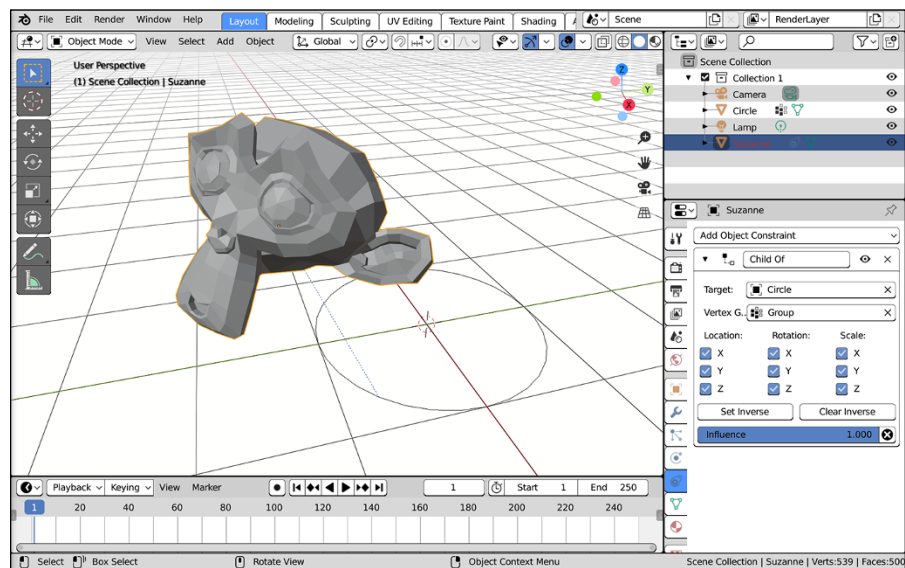 File Edit Render Window Help Layout Modeling Sculpting UV Editing Texture Paint Shading Scene RenderLayer
Object Mode View Select Add Object Global
User Perspective
(1) Scene Collection | Suzanne
Z
Y
X
Scene Collection
Collection 1
Camera
Circle
Lamp
Suzanne
Suzanne
Add Object Constraint
Child Of
Target: Circle
Vertex G.. Group
Location: Rotation: Scale:
X X X
Y Y Y
Z Z Z
Set Inverse Clear Inverse
Influence 1.000
Playback Keying View Marker 1 Start 1 End 250
1 20 40 60 80 100 120 140 160 180 200 220 240
Select Box Select Rotate View Object Context Menu Scene Collection | Suzanne | Verts:539 | Faces:500